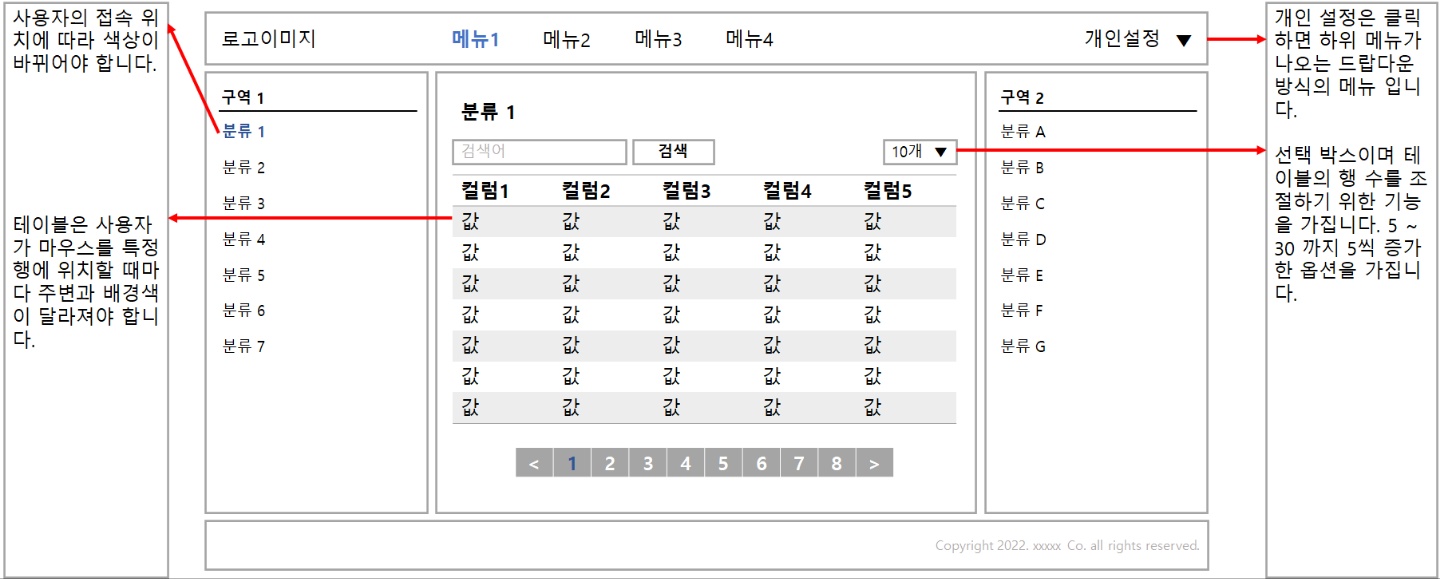 사용자의 접속 위
치에 따라 색상이
바뀌어야 합니다.
테이블은 사용자
가 마우스를 특정
행에 위치할 때마
다 주변과 배경색
이 달라져야 합니
다.
로고이미지 메뉴1 메뉴2 메뉴3 메뉴4 개인설정 ▼
구역 1
분류 1
분류 2
분류 3
분류 4
분류 5
분류 6
분류 7
분류 1
검색어 검색 10개 ▼
컬럼1 컬럼2 컬럼3 컬럼4 컬럼5
값 값 값 값 값
값 값 값 값 값
값 값 값 값 값
값 값 값 값 값
값 값 값 값 값
값 값 값 값 값
값 값 값 값 값
< 1 2 3 4 5 6 7 8 >
구역 2
분류 A
분류 B
분류 C
분류 D
분류 E
분류 F
분류 G
Copyright 2022. xxxxx Co. all rights reserved.
개인 설정은 클릭
하면 하위 메뉴가
나오는 드랍다운
방식의 메뉴 입니
다.
선택 박스이며 테
이블의 행 수를 조
절하기 위한 기능
을 가집니다. 5 ~
30 까지 5씩 증가
한 옵션을 가집니
다.